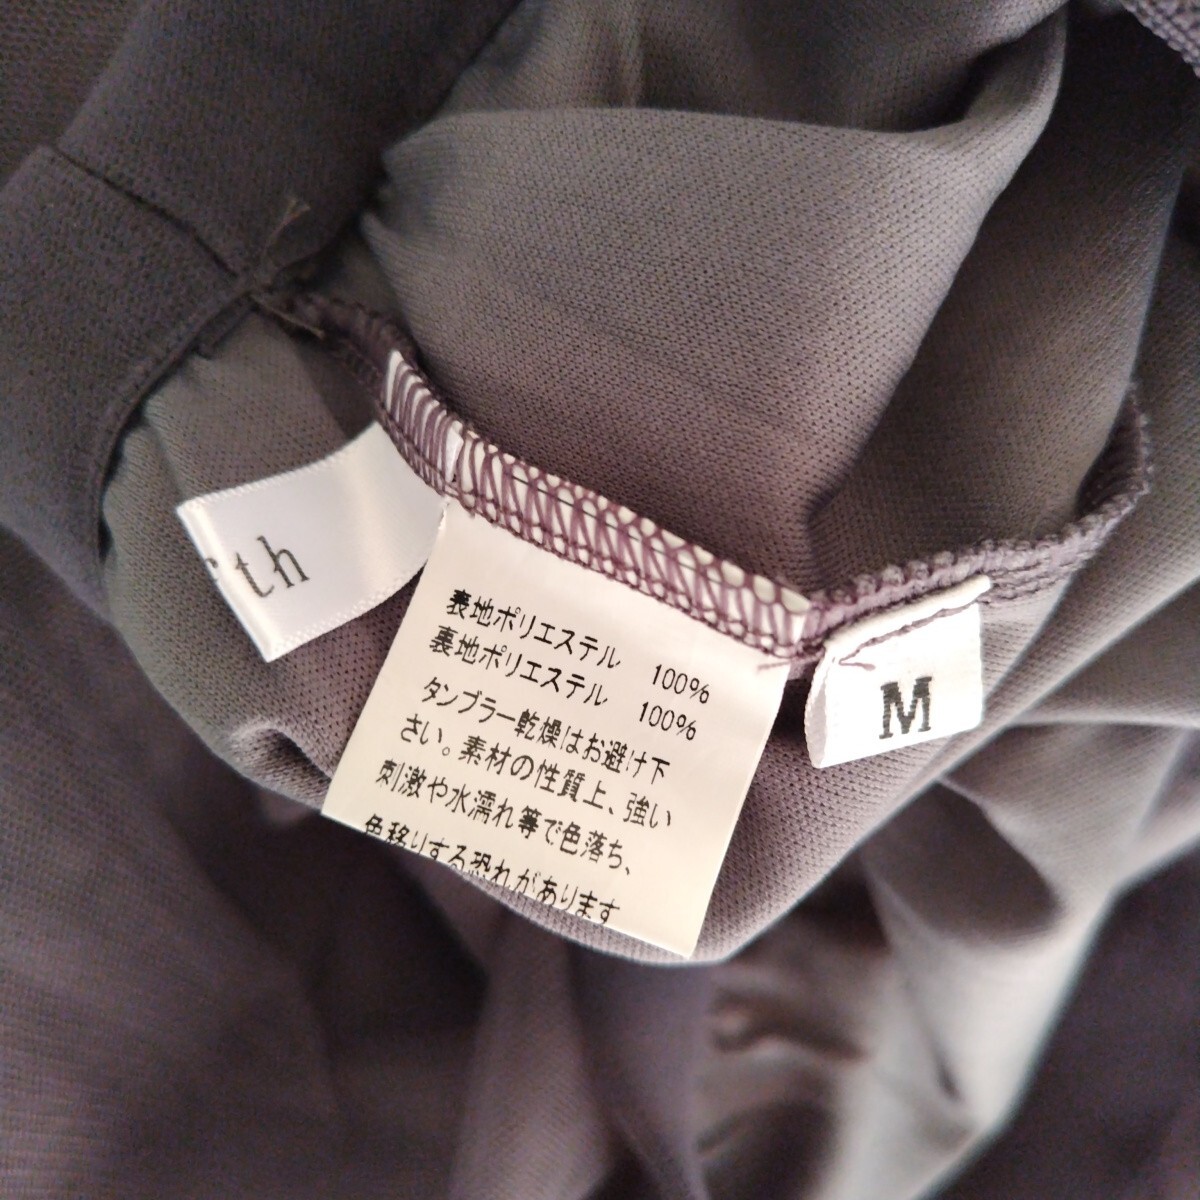 th
表地ポリエステル 100%
裏地ポリエステル 100%
タンブラー乾燥はお避け下
さい。素材の性質上、強い
刺激や水濡れ等で色落ち、
色移りする恐れがあります
M